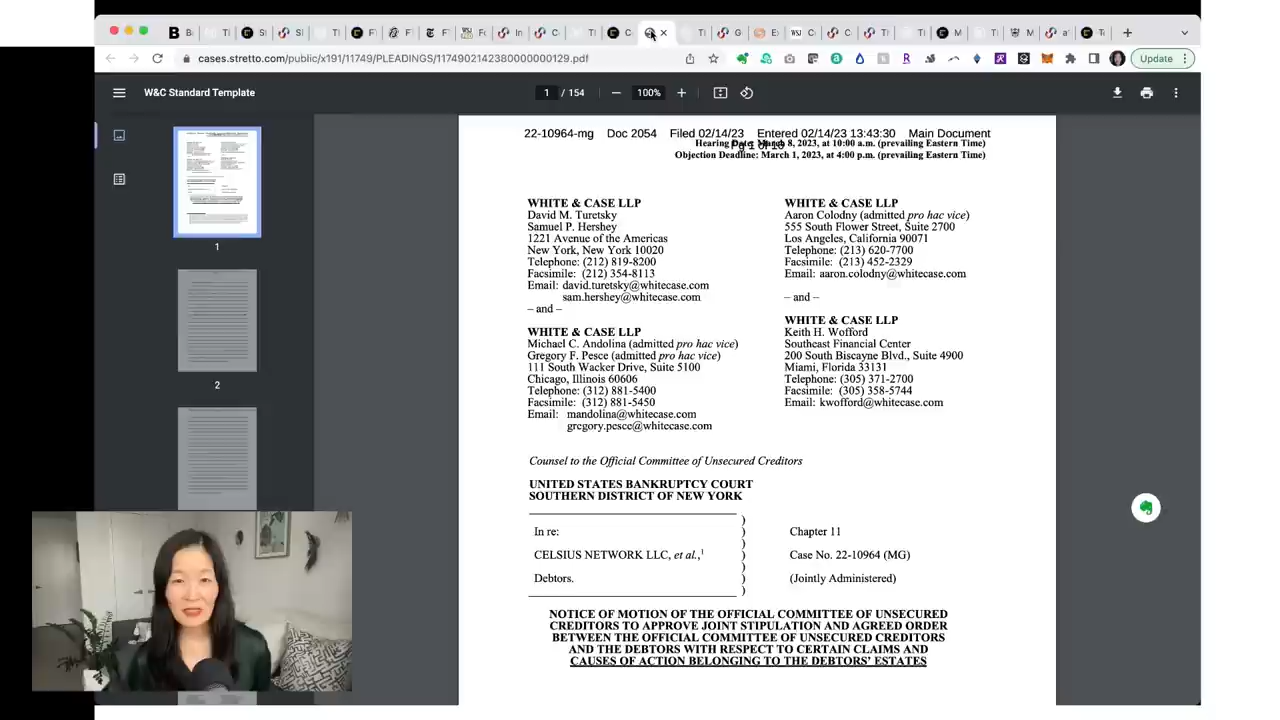 cases.stretto.com/public/x191/11749/PLEADINGS/1174902142380000000129.pdf
Update
W&C Standard Template
1 / 154
100%
1
2
22-10964-mg Doc 2054 Filed 02/14/23 Entered 02/14/23 13:43:30 Main Document
Hearing Date: March 8, 2023, at 10:00 a.m. (prevailing Eastern Time)
Objection Deadline: March 1, 2023, at 4:00 p.m. (prevailing Eastern Time)
WHITE & CASE LLP
David M. Turetsky
Samuel P. Hershey
1221 Avenue of the Americas
New York, New York 10020
Telephone: (212) 819-8200
Facsimile: (212) 354-8113
Email: david.turetsky@whitecase.com
sam.hershey@whitecase.com
– and –
WHITE & CASE LLP
Michael C. Andolina (admitted pro hac vice)
Gregory F. Pesce (admitted pro hac vice)
111 South Wacker Drive, Suite 5100
Chicago, Illinois 60606
Telephone: (312) 881-5400
Facsimile: (312) 881-5450
Email: mandolina@whitecase.com
gregory.pesce@whitecase.com
WHITE & CASE LLP
Aaron Colodny (admitted pro hac vice)
555 South Flower Street, Suite 2700
Los Angeles, California 90071
Telephone: (213) 620-7700
Facsimile: (213) 452-2329
Email: aaron.colodny@whitecase.com
– and –
WHITE & CASE LLP
Keith H. Wofford
Southeast Financial Center
200 South Biscayne Blvd., Suite 4900
Miami, Florida 33131
Telephone: (305) 371-2700
Facsimile: (305) 358-5744
Email: kwofford@whitecase.com
Counsel to the Official Committee of Unsecured Creditors
UNITED STATES BANKRUPTCY COURT
SOUTHERN DISTRICT OF NEW YORK
In re:
CELSIUS NETWORK LLC, et al.,1
Debtors.
)
)
)
)
)
)
)
Chapter 11
Case No. 22-10964 (MG)
(Jointly Administered)
NOTICE OF MOTION OF THE OFFICIAL COMMITTEE OF UNSECURED
CREDITORS TO APPROVE JOINT STIPULATION AND AGREED ORDER
BETWEEN THE OFFICIAL COMMITTEE OF UNSECURED CREDITORS
AND THE DEBTORS WITH RESPECT TO CERTAIN CLAIMS AND
CAUSES OF ACTION BELONGING TO THE DEBTORS' ESTATES